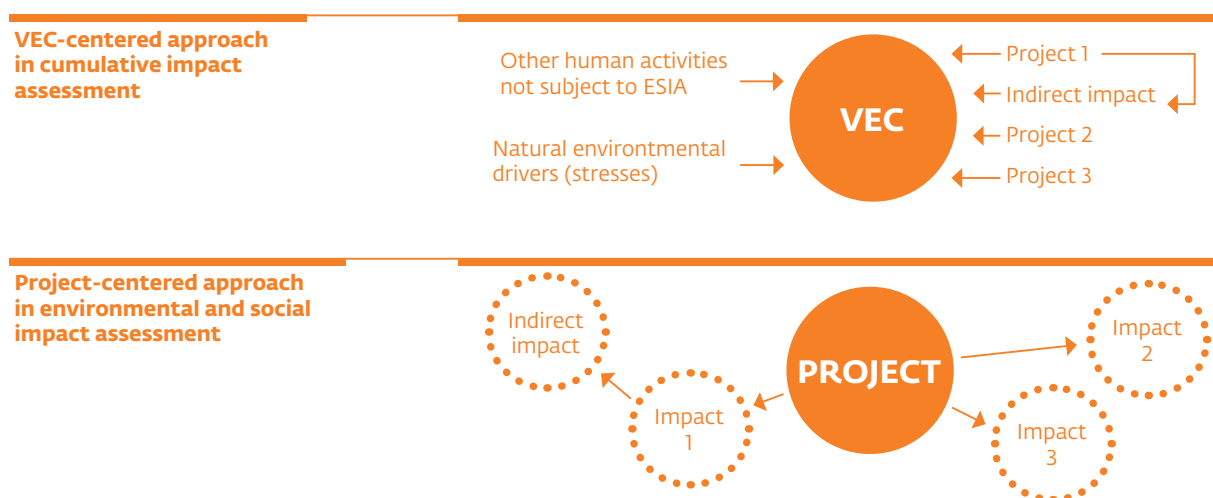 VEC-centered approach
in cumulative impact
assessment
Other human activities
not subject to ESIA
Natural environtmental
drivers (stresses)
VEC
Project 1
Indirect impact
Project 2
Project 3
Project-centered approach
in environmental and social
impact assessment
Indirect
impact
Impact
1
PROJECT
Impact
2
Impact
3